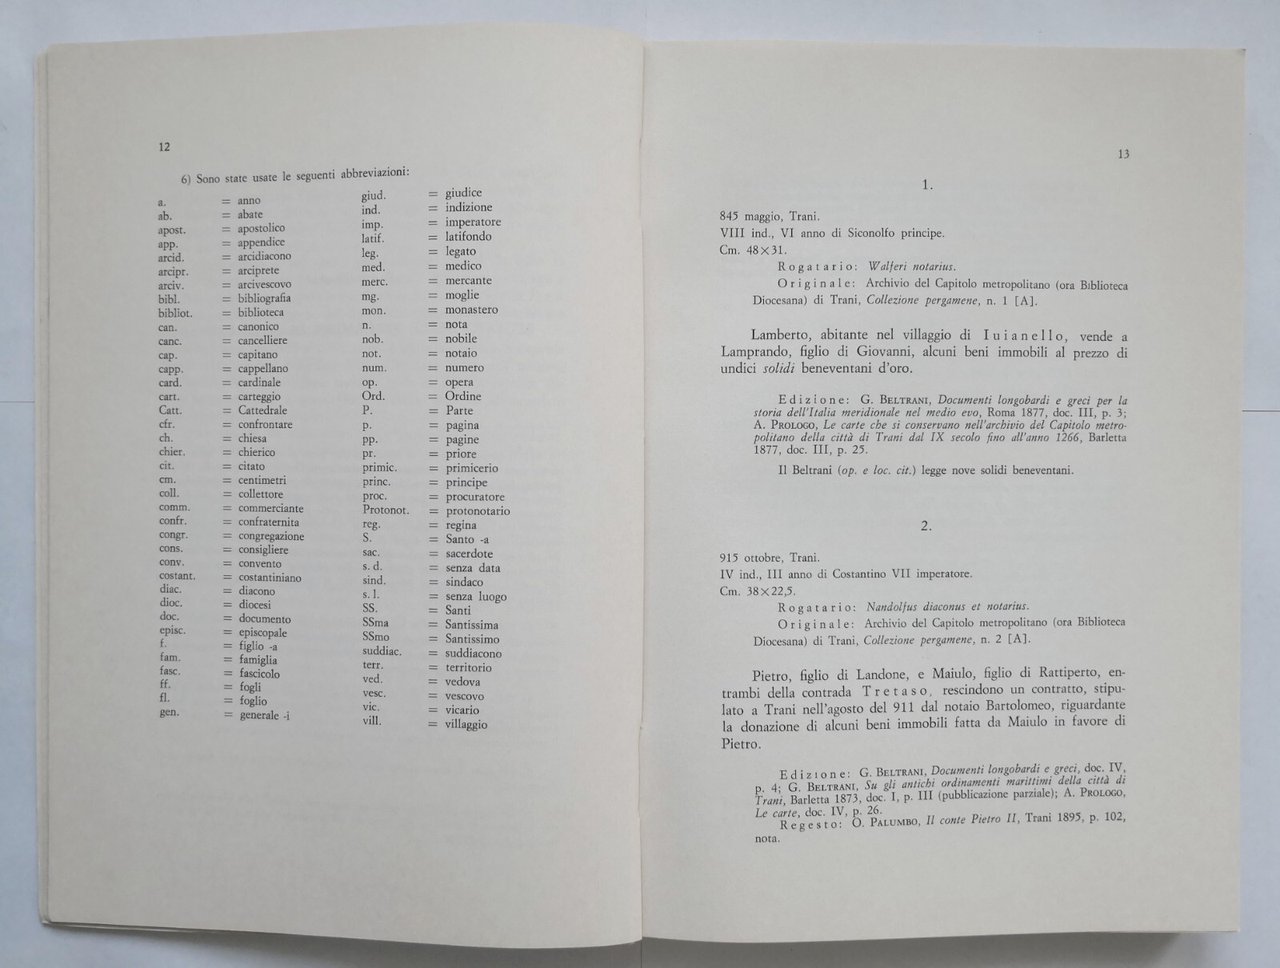 12
6) Sono state usate le seguenti abbreviazioni:
a. = anno
ab. = abate
apost. = apostolico
app. = appendice
arcid. = arcidiacono
arcipr. = arciprete
arciv. = arcivescovo
bibl. = bibliografia
bibliot. = biblioteca
can. = canonico
canc. = cancelliere
cap. = capitano
capp. = cappellano
card. = cardinale
cart. = carteggio
Catt. = Cattedrale
cfr. = confrontare
ch. = chiesa
chier. = chierico
cit. = citato
cm. = centimetri
coll. = collettore
comm. = commerciante
confr. = confraternita
congr. = congregazione
cons. = consigliere
conv. = convento
costant. = costantiniano
diac. = diacono
dioc. = diocesi
doc. = documento
episc. = episcopale
f. = figlio -a
fam. = famiglia
fasc. = fascicolo
ff. = fogli
fl. = foglio
gen. = generale -i
giud. = giudice
ind. = indizione
imp. = imperatore
latif. = latifondo
leg. = legato
med. = medico
merc. = mercante
mg. = moglie
mon. = monastero
n. = nota
nob. = nobile
not. = notaio
num. = numero
op. = opera
Ord. = Ordine
P. = Parte
p. = pagina
pp. = pagine
pr. = priore
primic. = primicerio
princ. = principe
proc. = procuratore
Protonot. = protonotario
reg. = regina
S. = Santo -a
sac. = sacerdote
s. d. = senza data
sind. = sindaco
s. l. = senza luogo
SS. = Santi
SSma = Santissima
SSmo = Santissimo
suddiac. = suddiacono
terr. = territorio
ved. = vedova
vesc. = vescovo
vic. = vicario
vill. = villaggio
13
1.
845 maggio, Trani.
VIII ind., VI anno di Siconolfo principe.
Cm. 48×31.
Rogatario: Walferi notarius.
Originale: Archivio del Capitolo metropolitano (ora Biblioteca
Diocesana) di Trani, Collezione pergamene, n. 1 [A].
Lamberto, abitante nel villaggio di Iuianello, vende a
Lamprando, figlio di Giovanni, alcuni beni immobili al prezzo di
undici solidi beneventani d'oro.
Edizione: G. BELTRANI, Documenti longobardi e greci per la
storia dell'Italia meridionale nel medio evo, Roma 1877, doc. III, p. 3;
A. PROLOGO, Le carte che si conservano nell'archivio del Capitolo metro-
politano della città di Trani dal IX secolo fino all'anno 1266, Barletta
1877, doc. III, p. 25.
Il Beltrani (op. e loc. cit.) legge nove solidi beneventani.
2.
915 ottobre, Trani.
IV ind., III anno di Costantino VII imperatore.
Cm. 38×22,5.
Rogatario: Nandolfus diaconus et notarius.
Originale: Archivio del Capitolo metropolitano (ora Biblioteca
Diocesana) di Trani, Collezione pergamene, n. 2 [A].
Pietro, figlio di Landone, e Maiulo, figlio di Rattiperto, en-
trambi della contrada Tretaso, rescindono un contratto, stipu-
lato a Trani nell'agosto del 911 dal notaio Bartolomeo, riguardante
la donazione di alcuni beni immobili fatta da Maiulo in favore di
Pietro.
Edizione: G. BELTRANI, Documenti longobardi e greci, doc. IV,
p. 4; G. BELTRANI, Su gli antichi ordinamenti marittimi della città di
Trani, Barletta 1873, doc. I, p. III (pubblicazione parziale); A. PROLOGO,
Le carte, doc. IV, p. 26.
Regesto: O. PALUMBO, Il conte Pietro II, Trani 1895, p. 102,
nota.